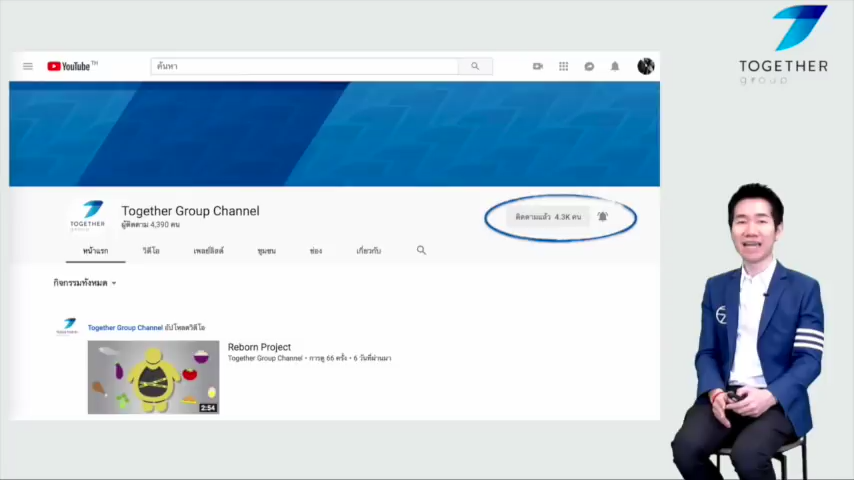 TOGETHER
group
YouTube TH
ค้นหา
Together Group Channel
ผู้ติดตาม 4,390 คน
ติดตามแล้ว 4.3K คน
TOGETHER
GROUP
หน้าแรก
วิดีโอ
เพลย์ลิสต์
ชุมชน
ช่อง
เกี่ยวกับ
กิจกรรมทั้งหมด
Together Group Channel อัปโหลดวิดีโอ
Reborn Project
Together Group Channel • การดู 66 ครั้ง • 6 วันที่ผ่านมา
2:54